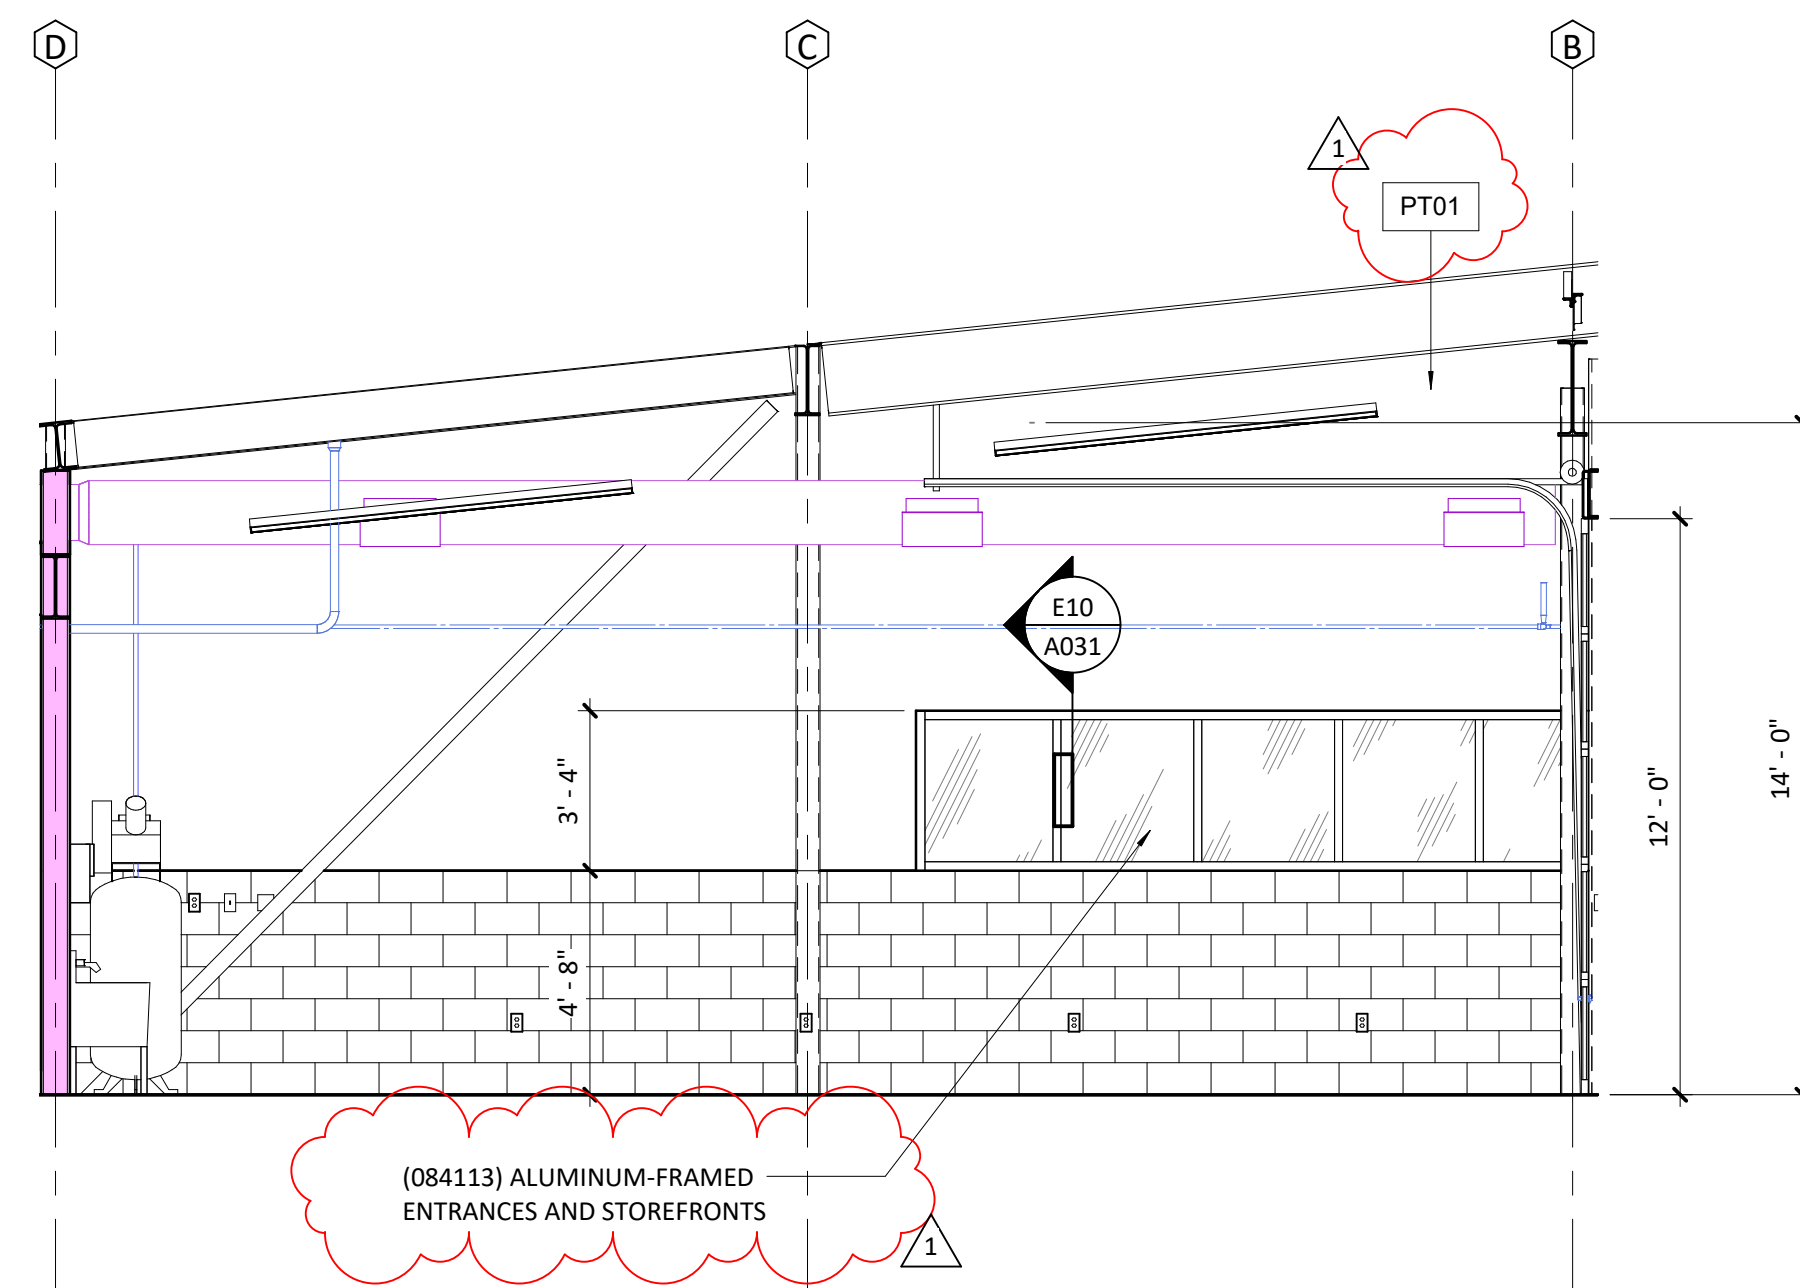 D
C
B
1
PT01
E10
A031
3' - 4"
4' - 8"
12' - 0"
14' - 0"
(084113) ALUMINUM-FRAMED
ENTRANCES AND STOREFRONTS
1